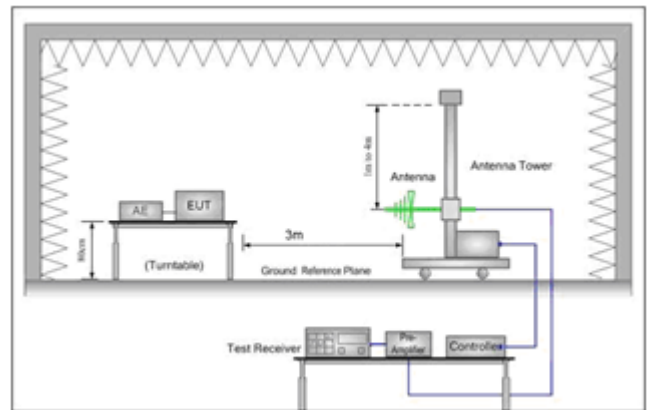 1m to 4m
Antenna
Antenna Tower
AE
EUT
80cm
3m
(Turntable)
Ground Reference Plane
Test Receiver
Pre-
Amplifier
Controller